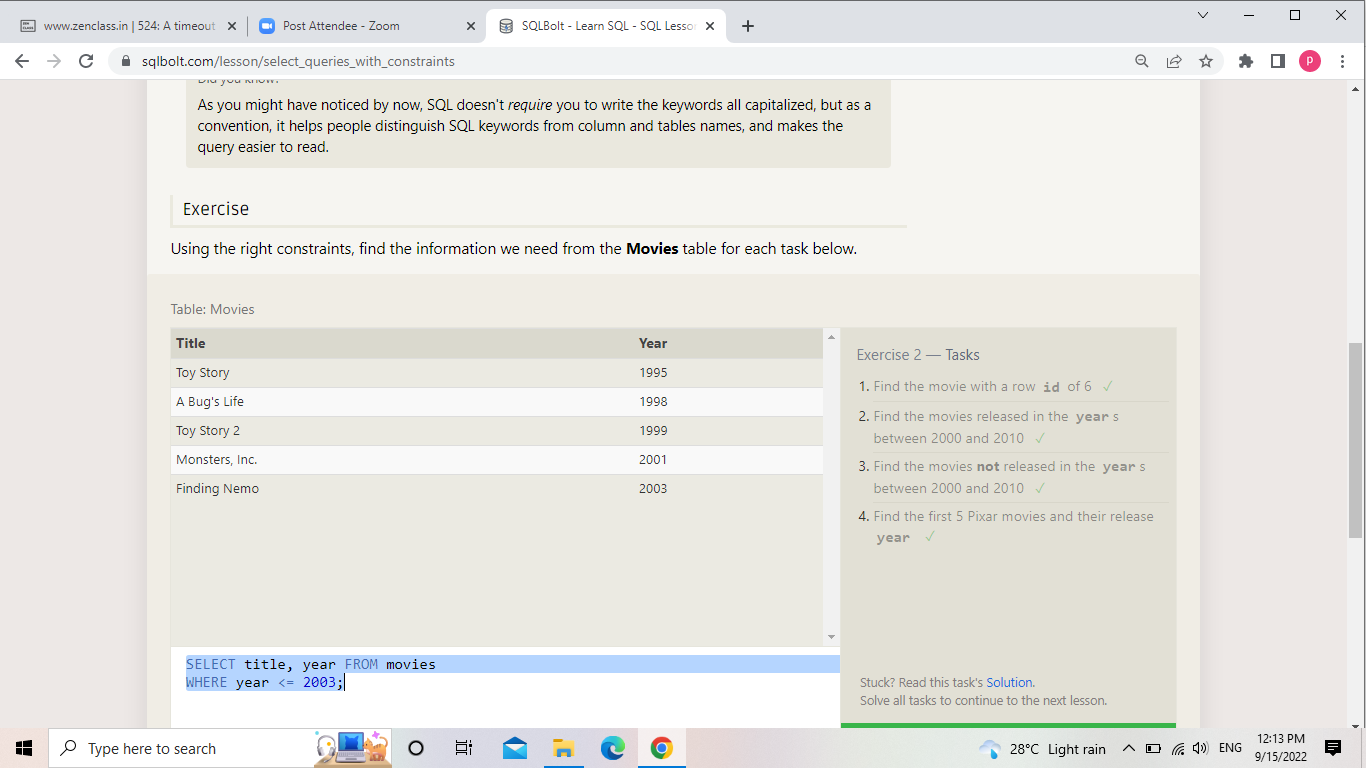 www.zenclass.in | 524: A timeout
Post Attendee - Zoom
SQLBolt - Learn SQL - SQL Lesson
sqlbolt.com/lesson/select_queries_with_constraints
P
Did you know?
As you might have noticed by now, SQL doesn't require you to write the keywords all capitalized, but as a
convention, it helps people distinguish SQL keywords from column and tables names, and makes the
query easier to read.
Exercise
Using the right constraints, find the information we need from the Movies table for each task below.
Table: Movies
Title Year
Toy Story 1995
A Bug's Life 1998
Toy Story 2 1999
Monsters, Inc. 2001
Finding Nemo 2003
Exercise 2 — Tasks
1. Find the movie with a row id of 6 ✓
2. Find the movies released in the year s
between 2000 and 2010 ✓
3. Find the movies not released in the year s
between 2000 and 2010 ✓
4. Find the first 5 Pixar movies and their release
year ✓
SELECT title, year FROM movies
WHERE year <= 2003;
Stuck? Read this task's Solution.
Solve all tasks to continue to the next lesson.
Type here to search
28°C Light rain
ENG
12:13 PM
9/15/2022